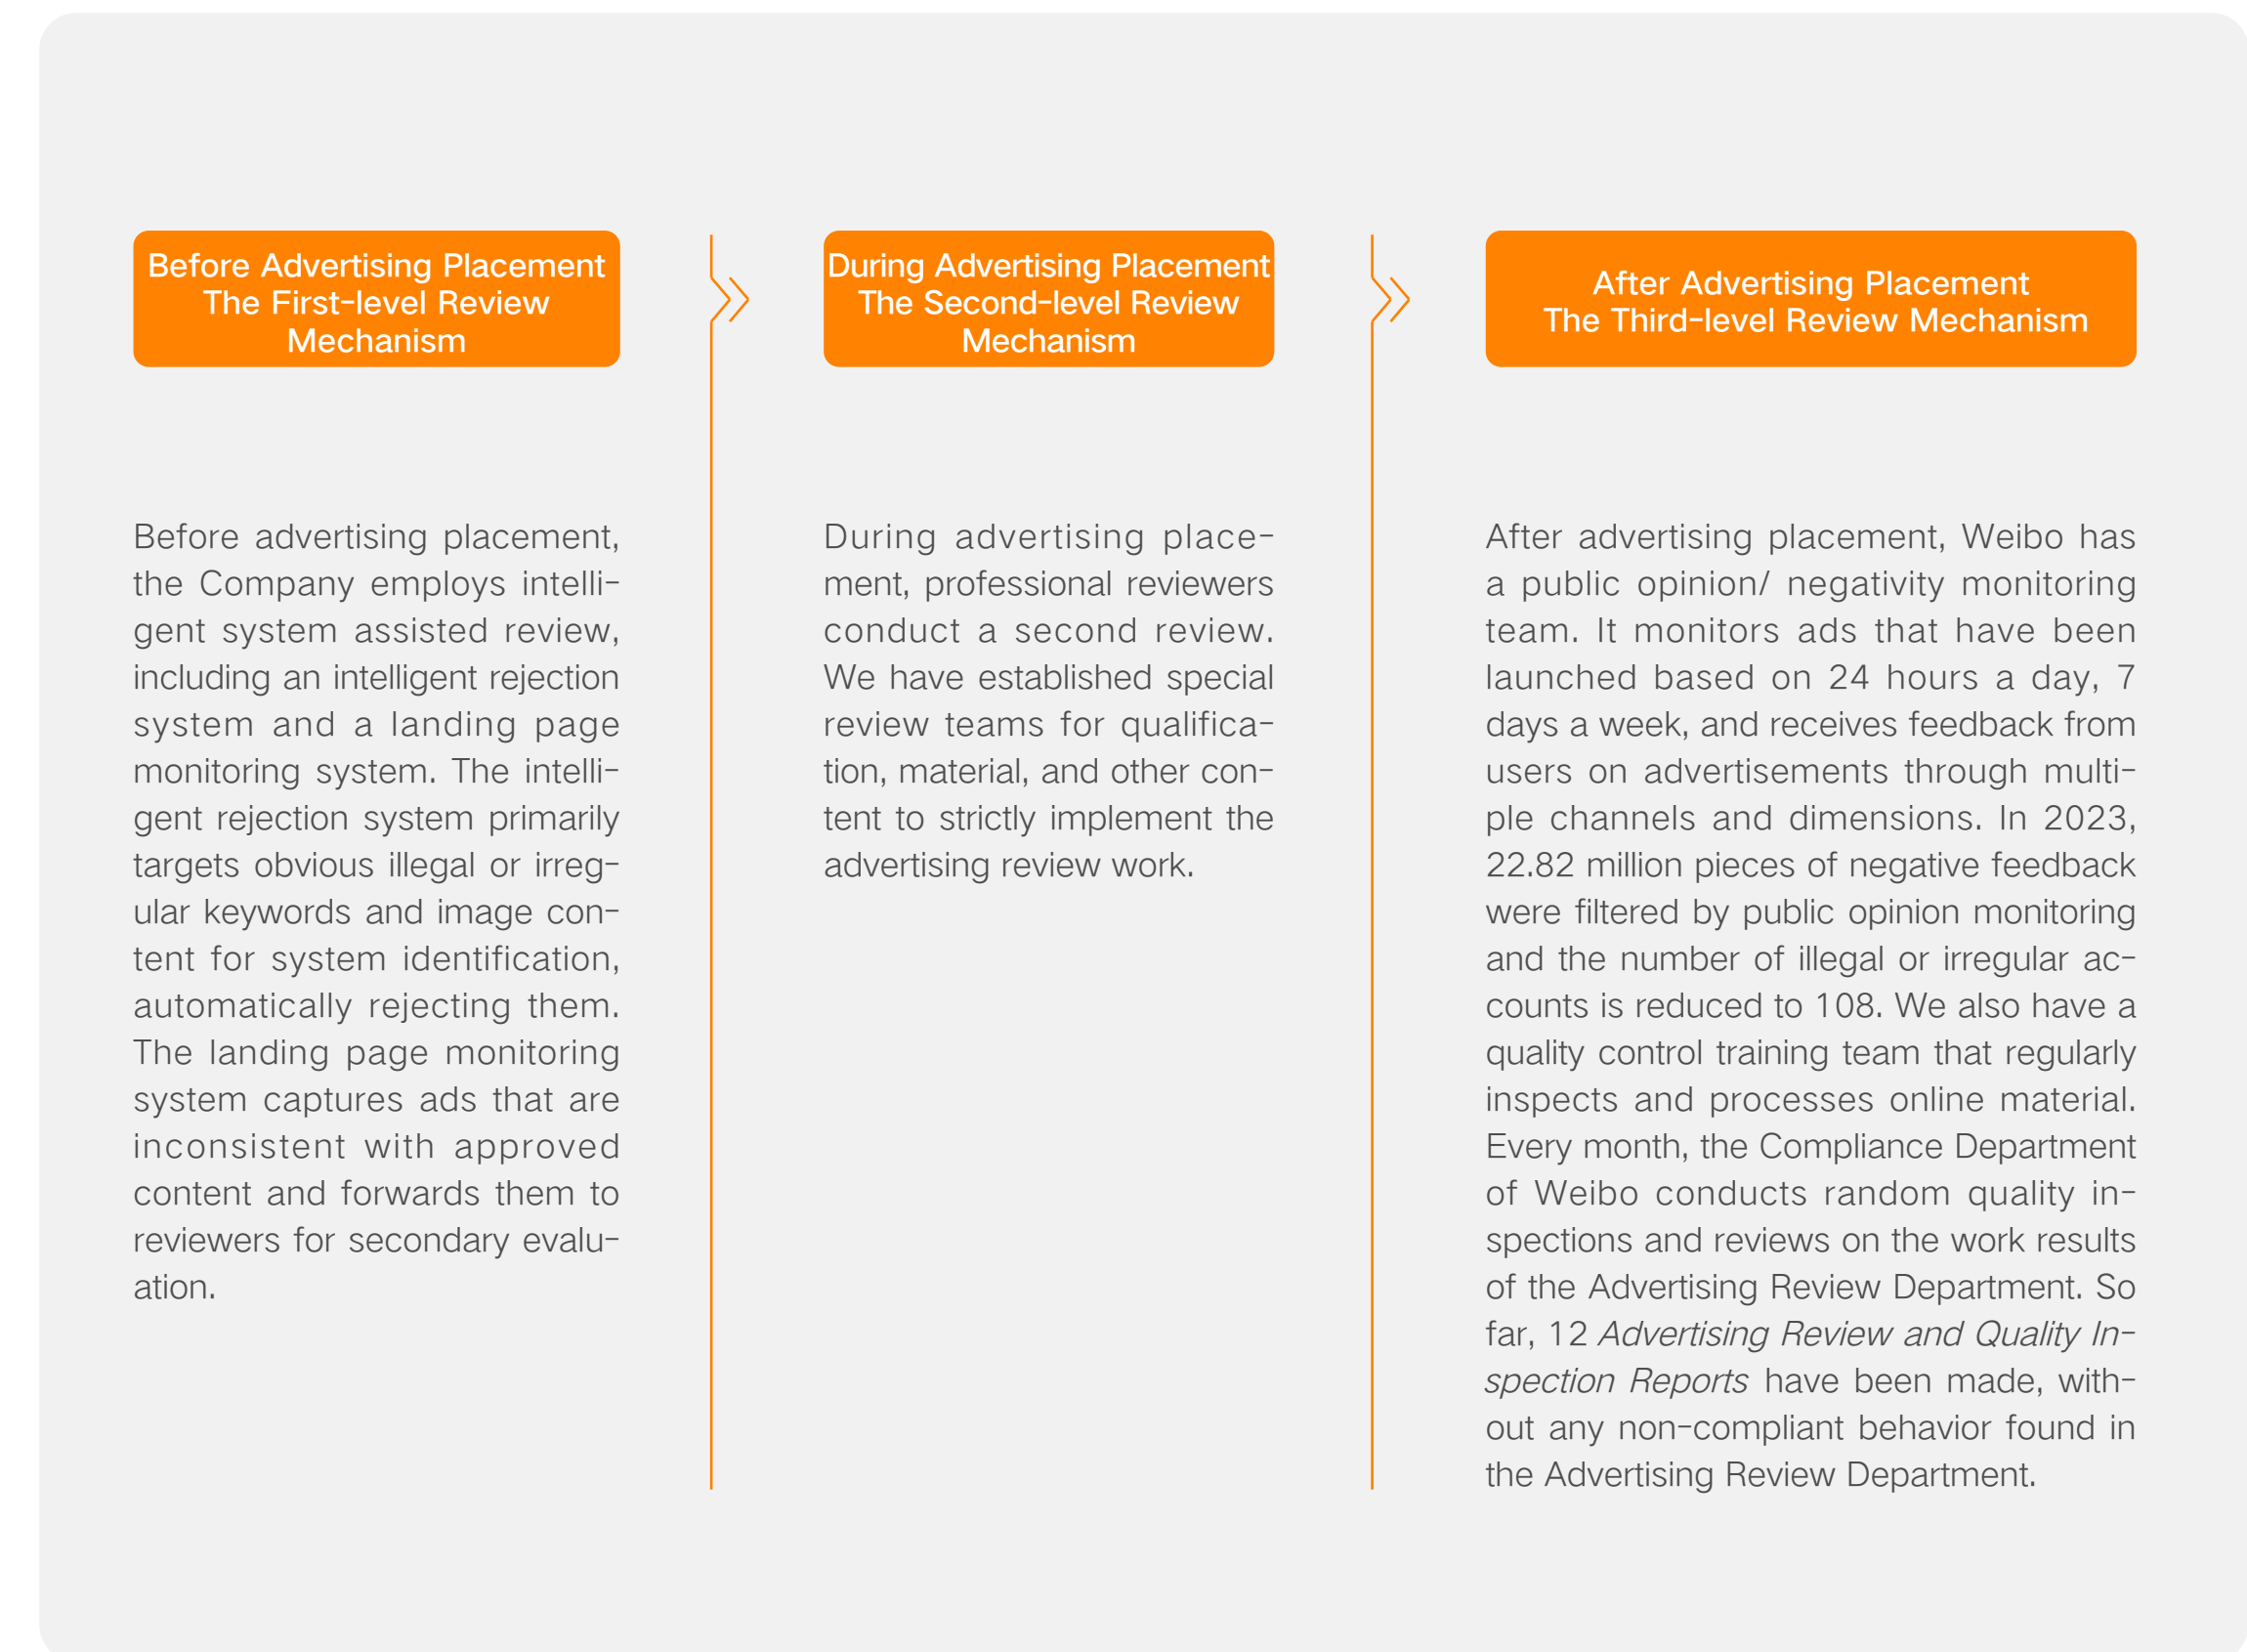 Before Advertising Placement
The First-level Review
Mechanism
Before advertising placement,
the Company employs intelli-
gent system assisted review,
including an intelligent rejection
system and a landing page
monitoring system. The intelli-
gent rejection system primarily
targets obvious illegal or irreg-
ular keywords and image con-
tent for system identification,
automatically rejecting them.
The landing page monitoring
system captures ads that are
inconsistent with approved
content and forwards them to
reviewers for secondary evalu-
ation.
During Advertising Placement
The Second-level Review
Mechanism
During advertising place-
ment, professional reviewers
conduct a second review.
We have established special
review teams for qualifica-
tion, material, and other con-
tent to strictly implement the
advertising review work.
After Advertising Placement
The Third-level Review Mechanism
After advertising placement, Weibo has
a public opinion/ negativity monitoring
team. It monitors ads that have been
launched based on 24 hours a day, 7
days a week, and receives feedback from
users on advertisements through multi-
ple channels and dimensions. In 2023,
22.82 million pieces of negative feedback
were filtered by public opinion monitoring
and the number of illegal or irregular ac-
counts is reduced to 108. We also have a
quality control training team that regularly
inspects and processes online material.
Every month, the Compliance Department
of Weibo conducts random quality in-
spections and reviews on the work results
of the Advertising Review Department. So
far, 12 Advertising Review and Quality In-
spection Reports have been made, with-
out any non-compliant behavior found in
the Advertising Review Department.